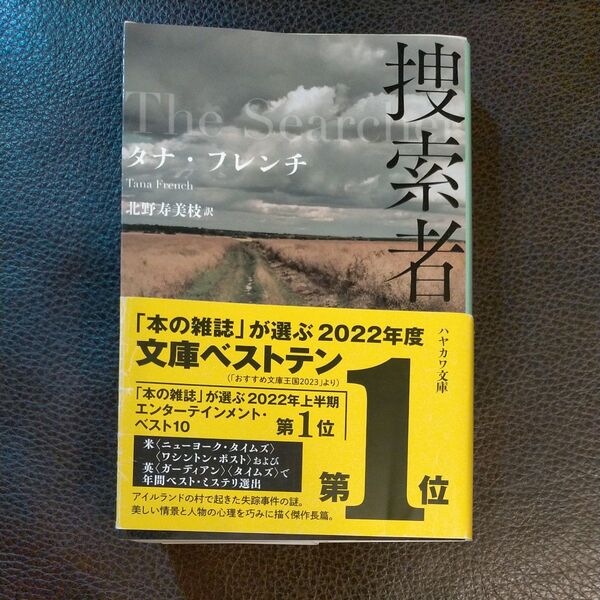 捜索者
The Searcher
タナ・フレンチ
Tana French
北野寿美枝 訳
ハヤカワ文庫
「本の雑誌」が選ぶ2022年度
文庫ベストテン
(「おすすめ文庫王国2023」より)
第1位
「本の雑誌」が選ぶ2022年上半期
エンターテインメント・
ベスト10 第1位
米〈ニューヨーク・タイムズ〉
〈ワシントン・ポスト〉および
英〈ガーディアン〉〈タイムズ〉で
年間ベスト・ミステリ選出
アイルランドの村で起きた失踪事件の謎。
美しい情景と人物の心理を巧みに描く傑作長篇。